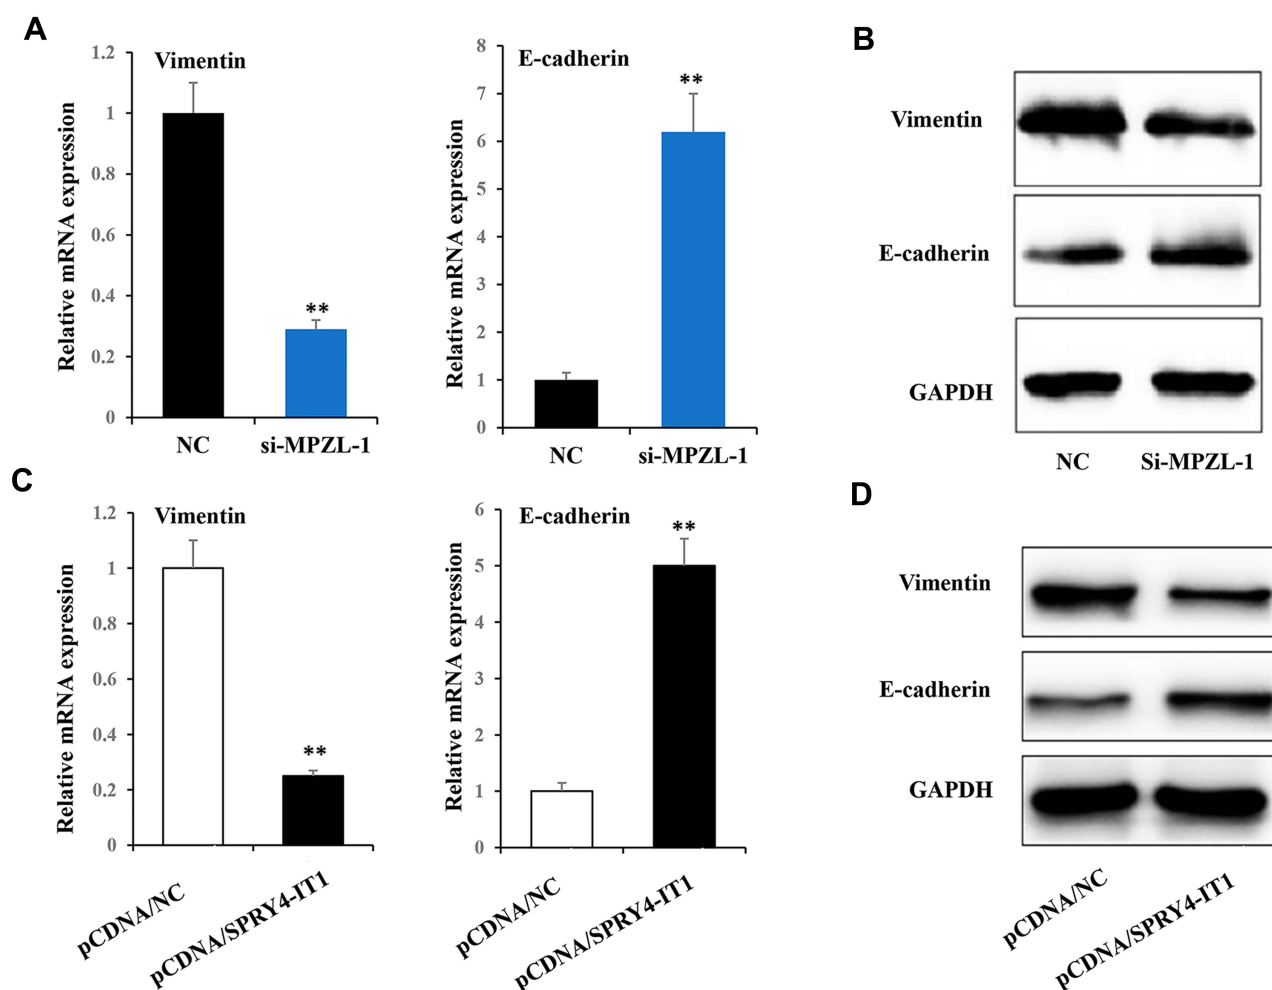 A
Vimentin
Relative mRNA expression
1.2
1
0.8
0.6
0.4
0.2
0
**
NC
si-MPZL-1
E-cadherin
Relative mRNA expression
8
7
6
5
4
3
2
1
0
**
NC
si-MPZL-1
B
Vimentin
E-cadherin
GAPDH
NC
Si-MPZL-1
C
Vimentin
Relative mRNA expression
1.2
1
0.8
0.6
0.4
0.2
0
**
pCDNA/NC
pCDNA/SPRY4-IT1
E-cadherin
Relative mRNA expression
6
5
4
3
2
1
0
**
pCDNA/NC
pCDNA/SPRY4-IT1
D
Vimentin
E-cadherin
GAPDH
pCDNA/NC
pCDNA/SPRY4-IT1